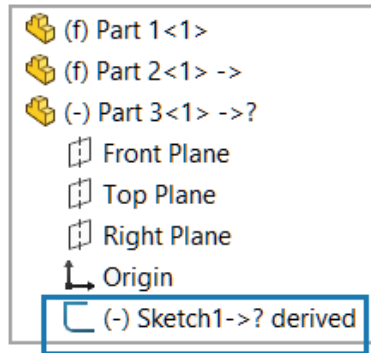 (f) Part 1<1>
(f) Part 2<1> ->
(-) Part 3<1> ->?
Front Plane
Top Plane
Right Plane
Origin
(-) Sketch1->? derived